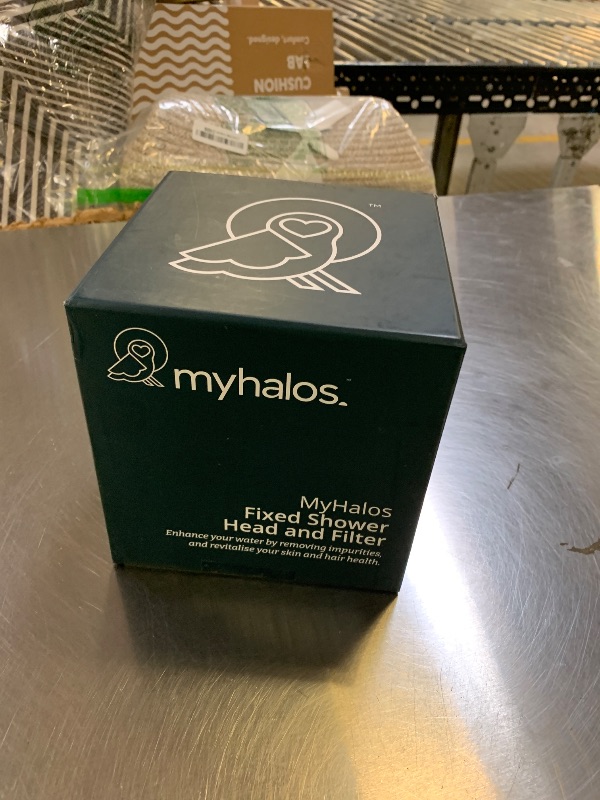 CUSHION
LAB
Comfort, designed.
TM
myhalos.
MyHalos
Fixed Shower
Head and Filter
Enhance your water by removing impurities,
and revitalise your skin and hair health.